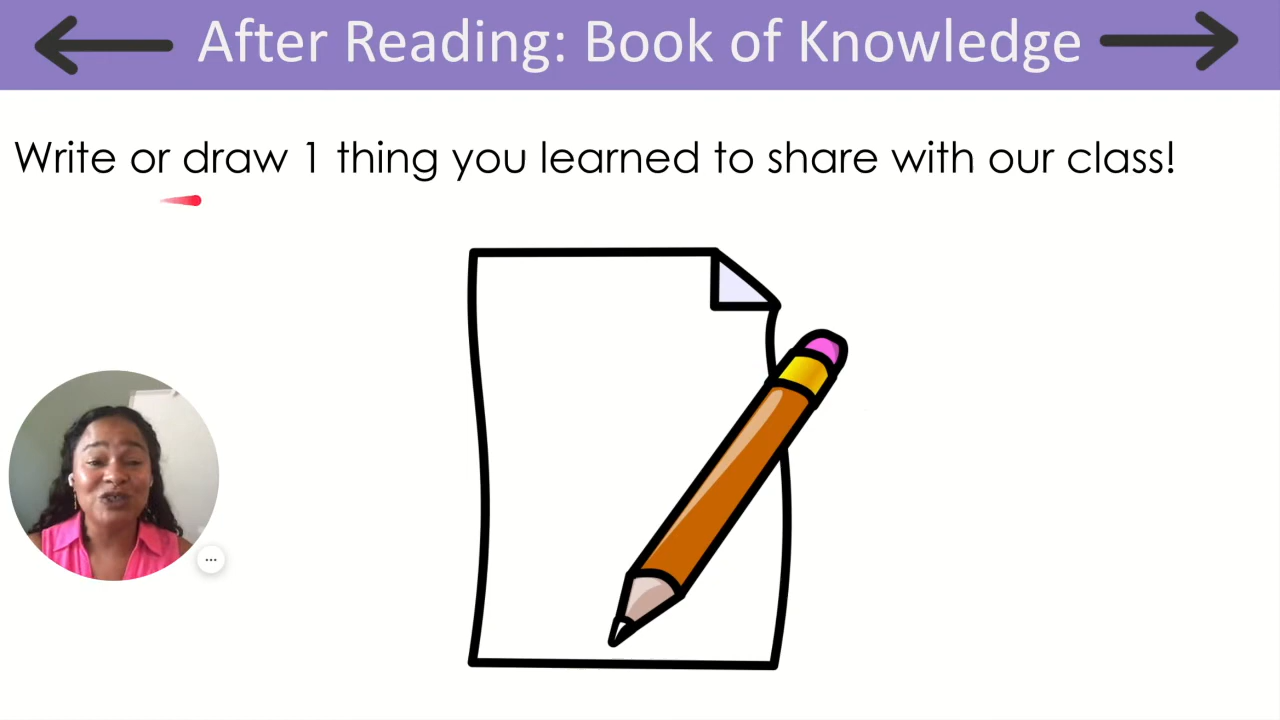 After Reading: Book of Knowledge
Write or draw 1 thing you learned to share with our class!